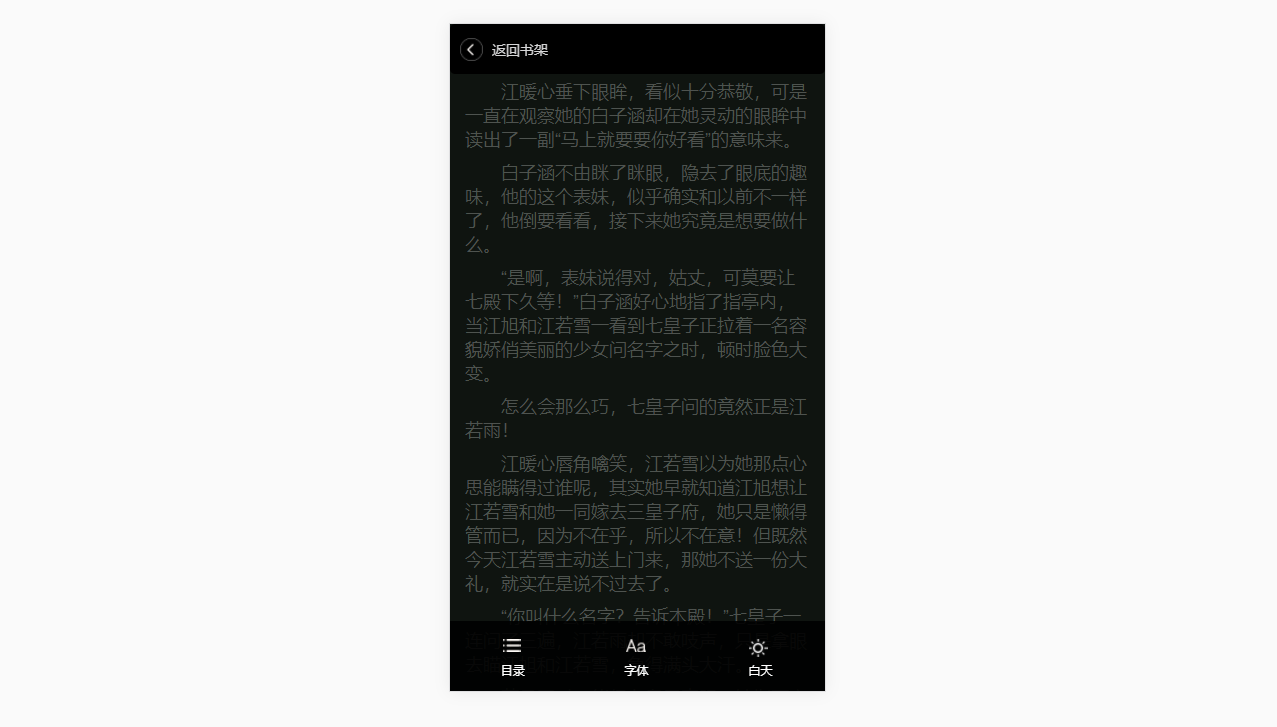 返回书架
江暖心垂下眼眸，看似十分恭敬，可是
一直在观察她的白子涵却在她灵动的眼眸中
读出了一副“马上就要要你好看”的意味来。
白子涵不由眯了眯眼，隐去了眼底的趣
味，他的这个表妹，似乎确实和以前不一样
了，他倒要看看，接下来她究竟是想要做什
么。
“是啊，表妹说得对，姑丈，可莫要让
七殿下久等！”白子涵好心地指了指亭内，
当江旭和江若雪一看到七皇子正拉着一名容
貌娇俏美丽的少女问名字之时，顿时脸色大
变。
怎么会那么巧，七皇子问的竟然正是江
若雨！
江暖心唇角噙笑，江若雪以为她那点心
思能瞒得过谁呢，其实她早就知道江旭想让
江若雪和她一同嫁去三皇子府，她只是懒得
管而已，因为不在乎，所以不在意！但既然
今天江若雪主动送上门来，那她不送一份大
礼，就实在是说不过去了。
“你叫什么名字？告诉本殿！”七皇子一
目录
Aa
字体
白天